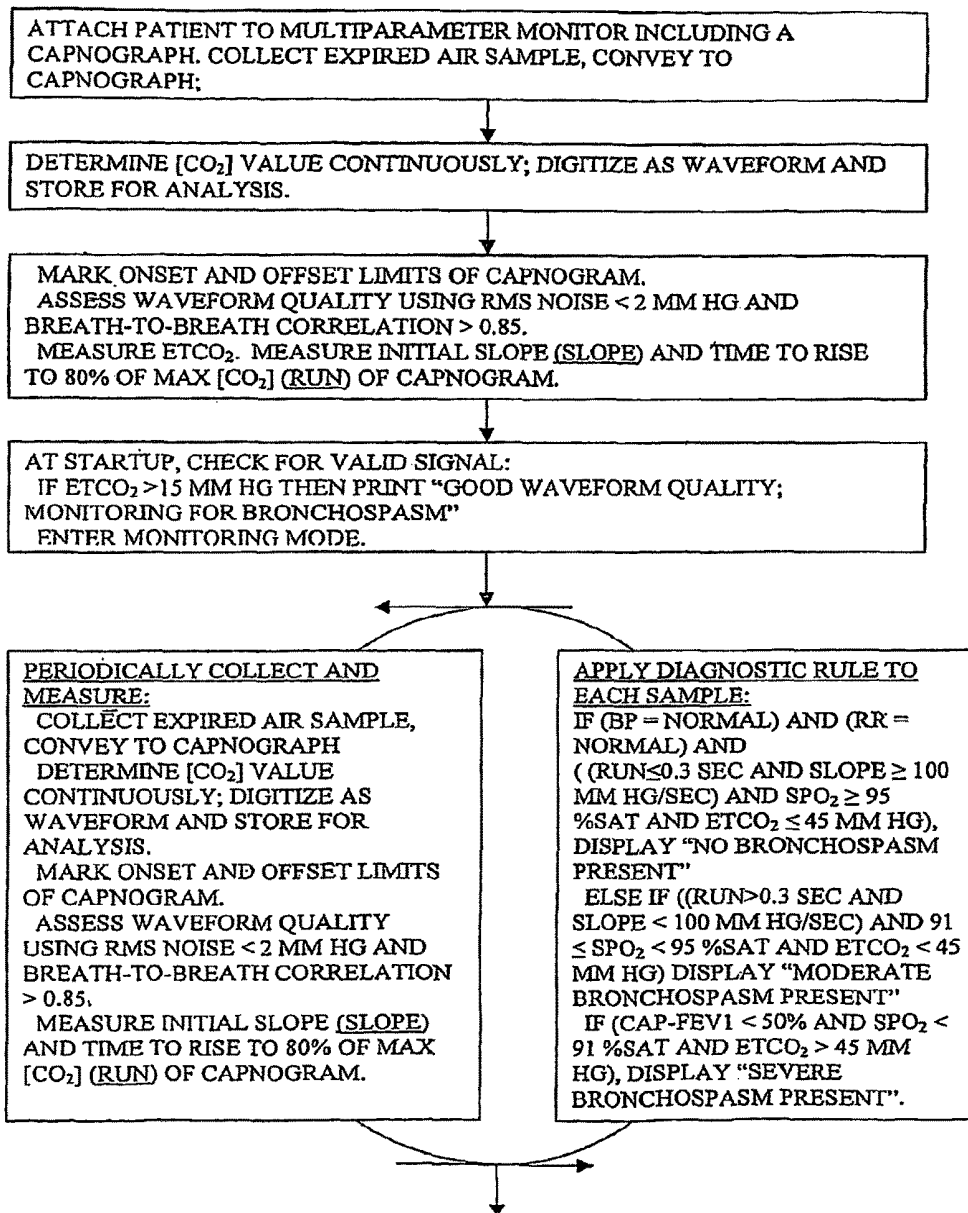 ATTACH PATIENT TO MULTIPARAMETER MONITOR INCLUDING A
CAPNOGRAPH. COLLECT EXPIRED AIR SAMPLE, CONVEY TO
CAPNOGRAPH;
DETERMINE [CO₂] VALUE CONTINUOUSLY; DIGITIZE AS WAVEFORM AND
STORE FOR ANALYSIS.
MARK ONSET AND OFFSET LIMITS OF CAPNOGRAM.
ASSESS WAVEFORM QUALITY USING RMS NOISE < 2 MM HG AND
BREATH-TO-BREATH CORRELATION > 0.85.
MEASURE ETCO₂. MEASURE INITIAL SLOPE (SLOPE) AND TIME TO RISE
TO 80% OF MAX [CO₂] (RUN) OF CAPNOGRAM.
AT STARTUP, CHECK FOR VALID SIGNAL:
IF ETCO₂ >15 MM HG THEN PRINT “GOOD WAVEFORM QUALITY;
MONITORING FOR BRONCHOSPASM”
ENTER MONITORING MODE.
PERIODICALLY COLLECT AND
MEASURE:
COLLECT EXPIRED AIR SAMPLE,
CONVEY TO CAPNOGRAPH
DETERMINE [CO₂] VALUE
CONTINUOUSLY; DIGITIZE AS
WAVEFORM AND STORE FOR
ANALYSIS.
MARK ONSET AND OFFSET LIMITS
OF CAPNOGRAM.
ASSESS WAVEFORM QUALITY
USING RMS NOISE < 2 MM HG AND
BREATH-TO-BREATH CORRELATION
> 0.85.
MEASURE INITIAL SLOPE (SLOPE)
AND TIME TO RISE TO 80% OF MAX
[CO₂] (RUN) OF CAPNOGRAM.
APPLY DIAGNOSTIC RULE TO
EACH SAMPLE:
IF (BP = NORMAL) AND (RR =
NORMAL) AND
( (RUN≤0.3 SEC AND SLOPE ≥ 100
MM HG/SEC) AND SPO₂ ≥ 95
%SAT AND ETCO₂ ≤ 45 MM HG),
DISPLAY “NO BRONCHOSPASM
PRESENT”
ELSE IF ((RUN>0.3 SEC AND
SLOPE < 100 MM HG/SEC) AND 91
≤ SPO₂ < 95 %SAT AND ETCO₂ < 45
MM HG) DISPLAY “MODERATE
BRONCHOSPASM PRESENT”
IF (CAP-FEV1 < 50% AND SPO₂ <
91 %SAT AND ETCO₂ > 45 MM
HG), DISPLAY “SEVERE
BRONCHOSPASM PRESENT”.